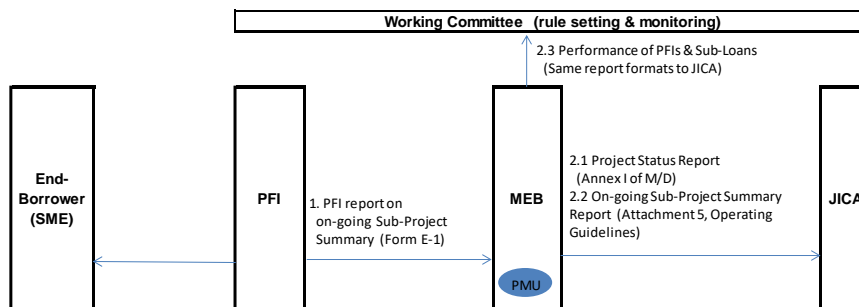 Working Committee (rule setting & monitoring)
2.3 Performance of PFIs & Sub-Loans
(Same report formats to JICA)
End-
Borrower
(SME)
PFI
1. PFI report on
on-going Sub-Project
Summary (Form E-1)
MEB
PMU
2.1 Project Status Report
(Annex I of M/D)
2.2 On-going Sub-Project Summary
Report (Attachment 5, Operating
Guidelines)
JICA